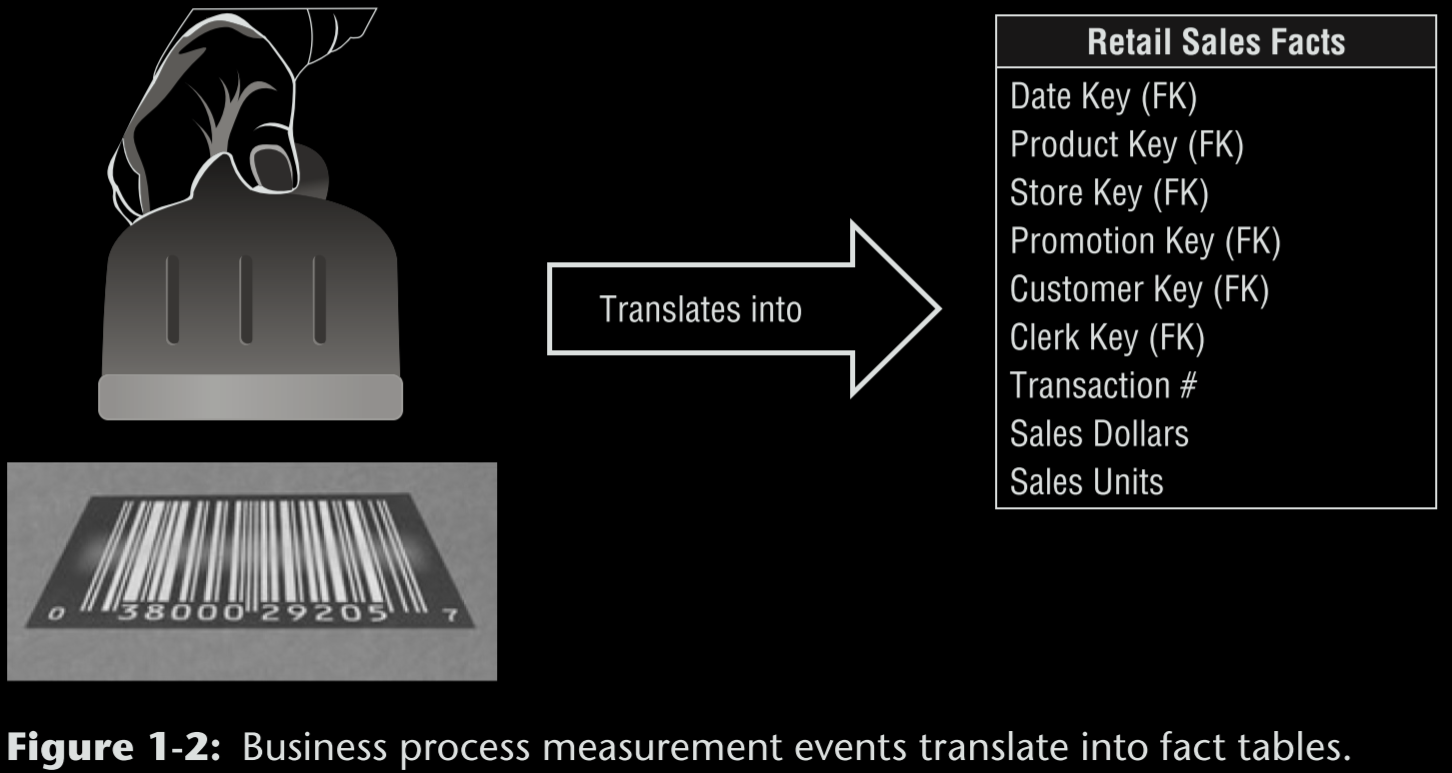 Retail Sales Facts
Date Key (FK)
Product Key (FK)
Store Key (FK)
Promotion Key (FK)
Customer Key (FK)
Clerk Key (FK)
Transaction #
Sales Dollars
Sales Units
Translates into
0 38000 29205 7
Figure 1-2: Business process measurement events translate into fact tables.